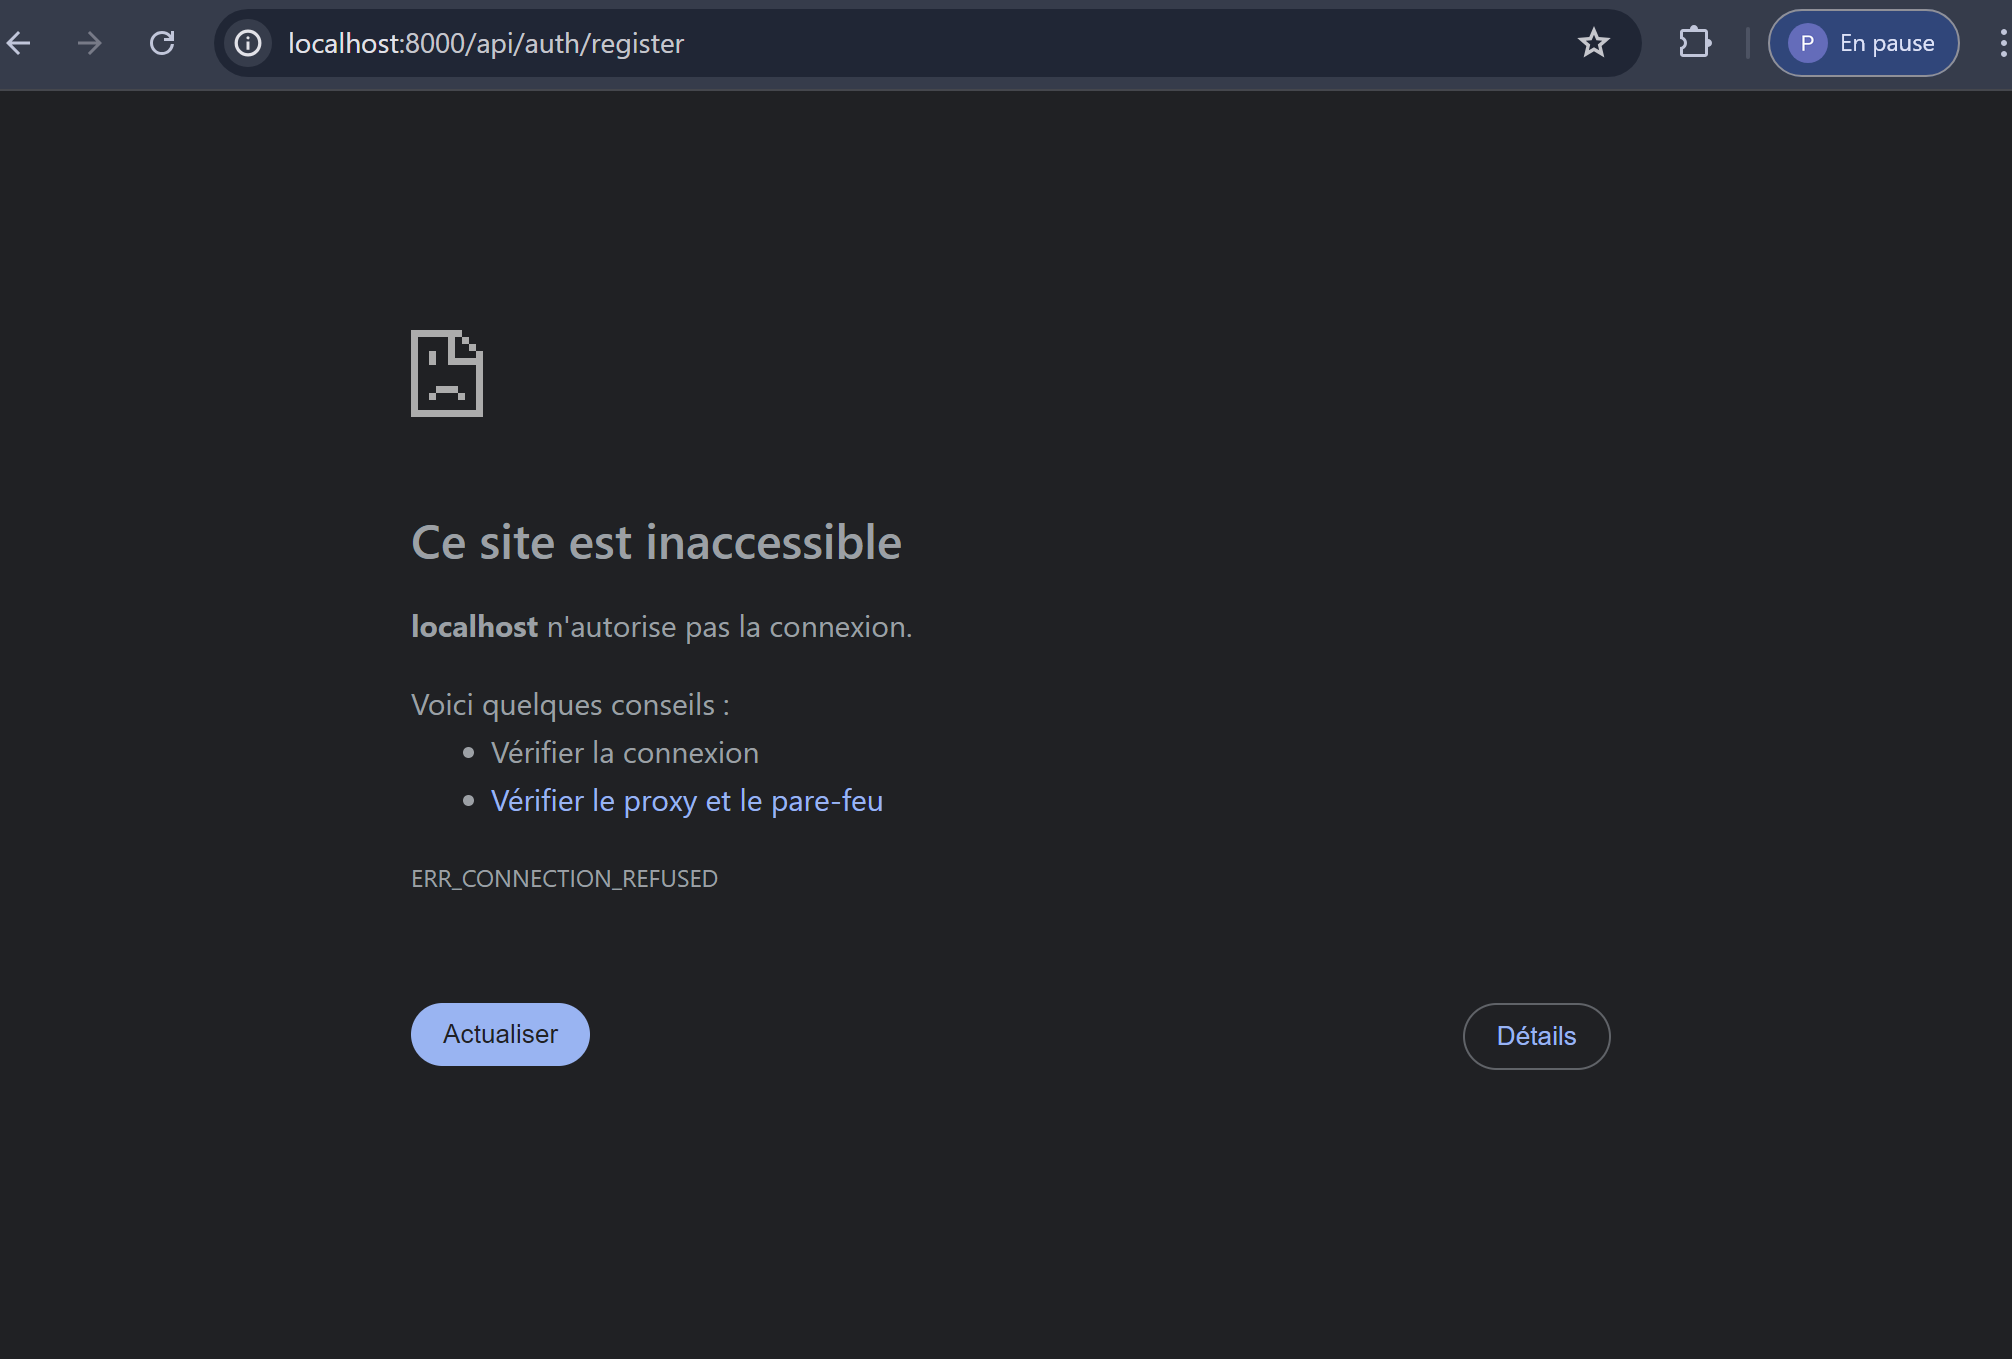 localhost:8000/api/auth/register
P
En pause
Ce site est inaccessible
localhost n'autorise pas la connexion.
Voici quelques conseils :
Vérifier la connexion
Vérifier le proxy et le pare-feu
ERR_CONNECTION_REFUSED
Actualiser
Détails